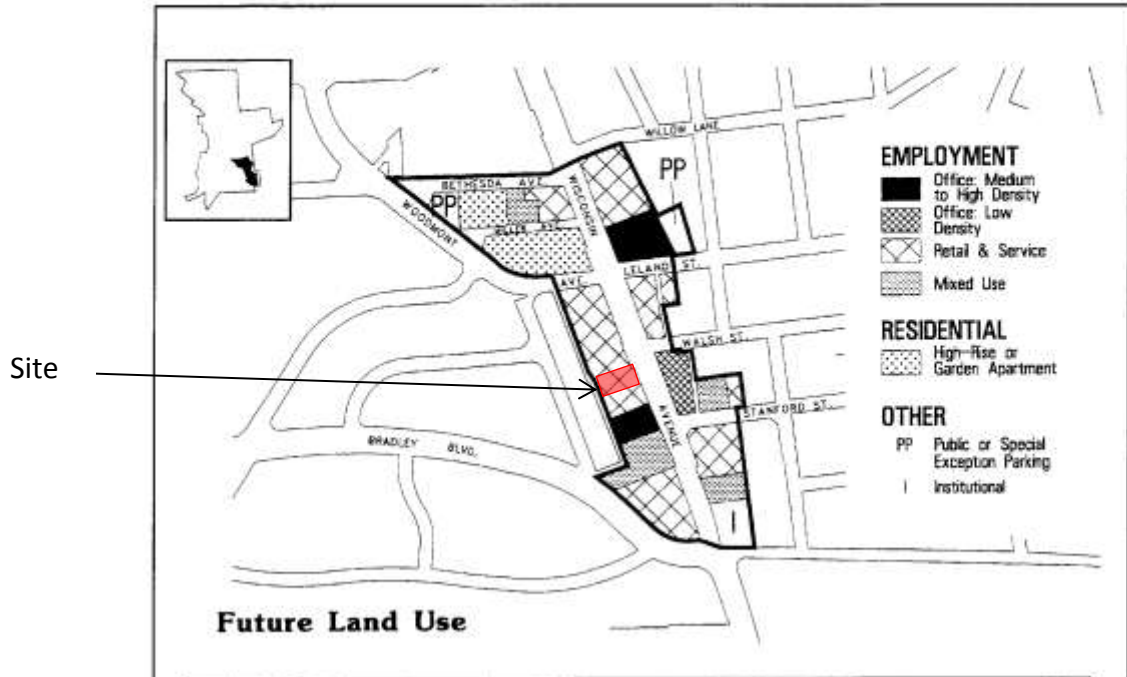 Site
WILLOW LANE
PP
BETHESDA AVE.
WISCONSIN
PP
WOODMONT
MILLER AVE.
LELAND ST.
AVE.
WALSH ST.
AVENUE
STANFORD ST.
BRADLEY BLVD.
I
I
Future Land Use
EMPLOYMENT
Office: Medium
to High Density
Office: Low
Density
Retail & Service
Mixed Use
RESIDENTIAL
High-Rise or
Garden Apartment
OTHER
PP Public or Special
Exception Parking
I Institutional